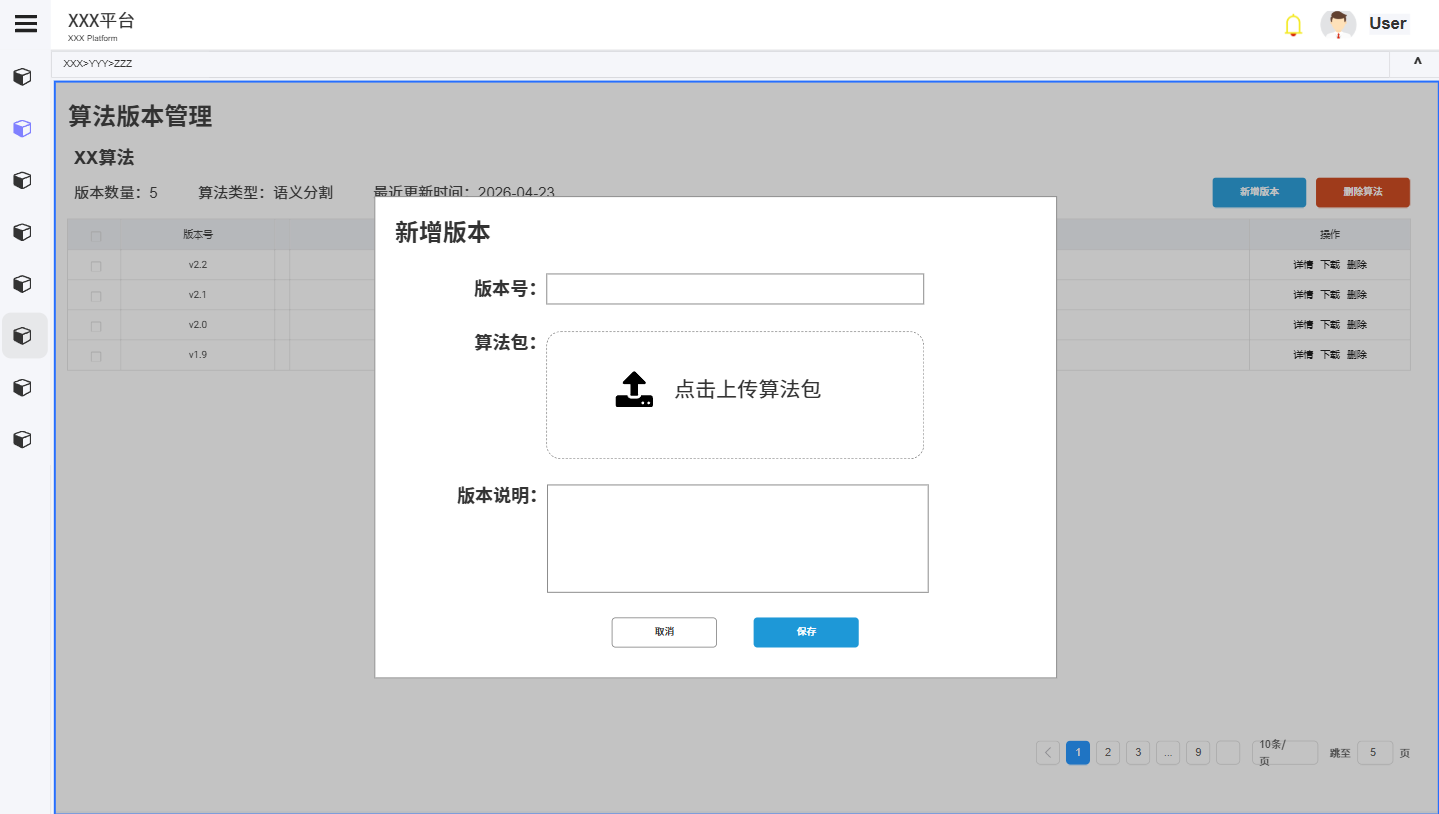 XXX平台
XXX Platform
User
XXX>YYY>ZZZ
算法版本管理
XX算法
版本数量：5 算法类型：语义分割 最近更新时间：2026-04-23
新增版本 删除算法
版本号 操作
v2.2 详情 下载 删除
v2.1 详情 下载 删除
v2.0 详情 下载 删除
v1.9 详情 下载 删除
新增版本
版本号：
算法包：
点击上传算法包
版本说明：
取消 保存
1 2 3 ... 9 10条/页 跳至 5 页